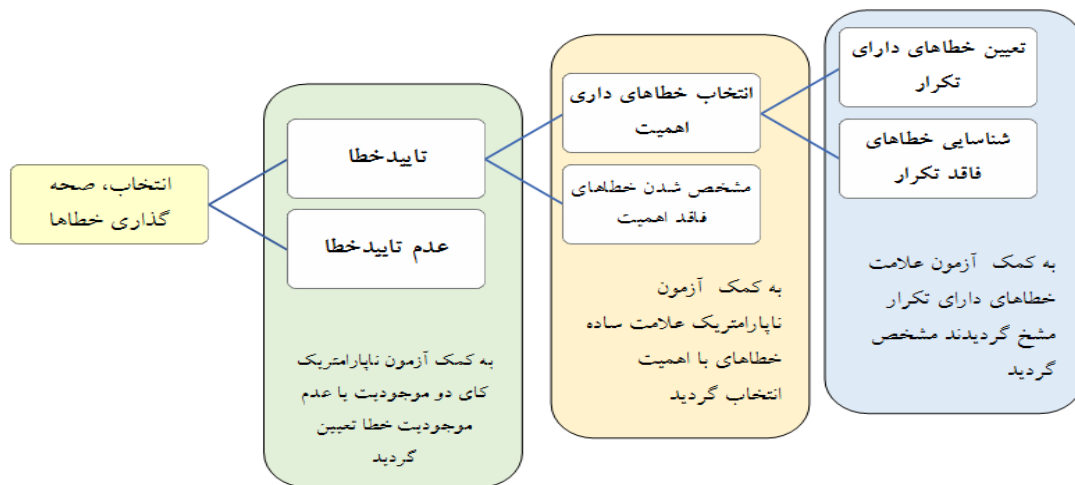 انتخاب، صحه
گذاری خطاها
تاییدخطا
عدم تاییدخطا
به کمک آزمون ناپارامتریک
کای دو موجودیت یا عدم
موجودیت خطا تعیین
گردید
انتخاب خطاهای داری
اهمیت
مشخص شدن خطاهای
فاقد اهمیت
به کمک آزمون
ناپارامتریک علامت ساده
خطاهای با اهمیت
انتخاب گردید
تعیین خطاهای دارای
تکرار
شناسایی خطاهای
فاقد تکرار
به کمک آزمون علامت
خطاهای دارای تکرار
مشخ گردیدند مشخص
گردید